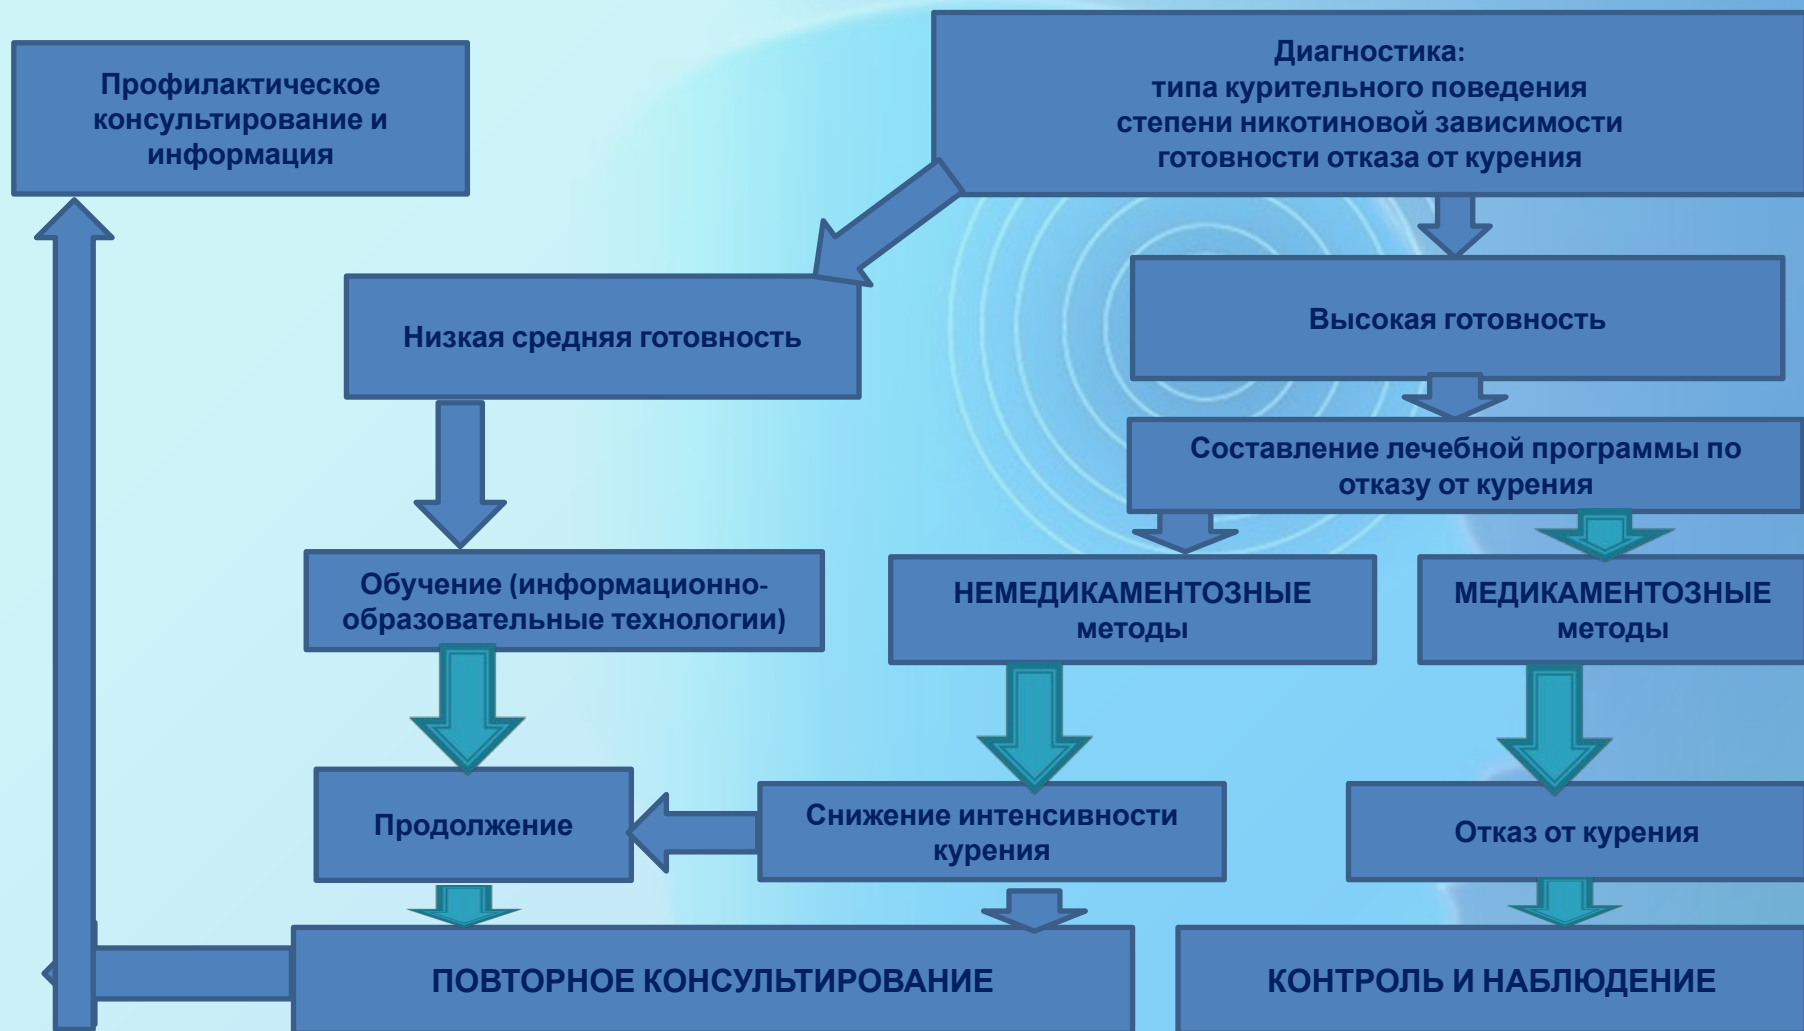 Профилактическое
консультирование и
информация
Диагностика:
типа курительного поведения
степени никотиновой зависимости
готовности отказа от курения
Низкая средняя готовность
Высокая готовность
Составление лечебной программы по
отказу от курения
Обучение (информационно-
образовательные технологии)
НЕМЕДИКАМЕНТОЗНЫЕ
методы
МЕДИКАМЕНТОЗНЫЕ
методы
Продолжение
Снижение интенсивности
курения
Отказ от курения
ПОВТОРНОЕ КОНСУЛЬТИРОВАНИЕ
КОНТРОЛЬ И НАБЛЮДЕНИЕ